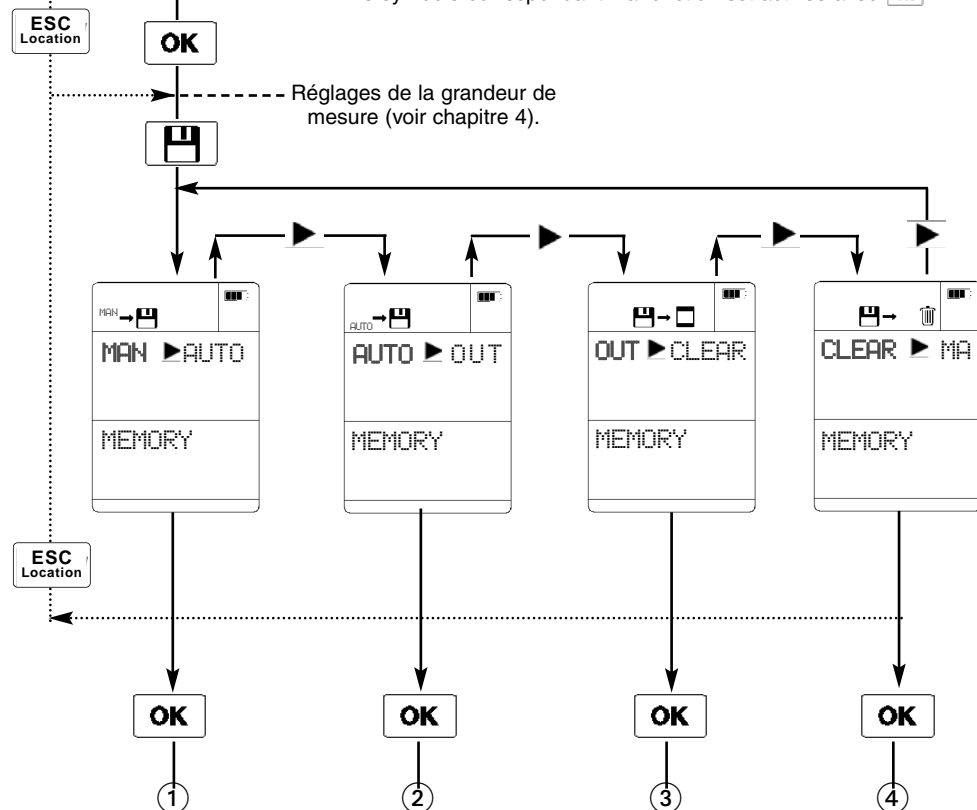 ESC
Location
OK
Réglages de la grandeur de
mesure (voir chapitre 4).
MAN
MAN ▶AUTO
MEMORY
AUTO
AUTO ▶ OUT
MEMORY
OUT ▶ CLEAR
MEMORY
CLEAR ▶ MA
MEMORY
ESC
Location
OK
OK
OK
OK
1
2
3
4